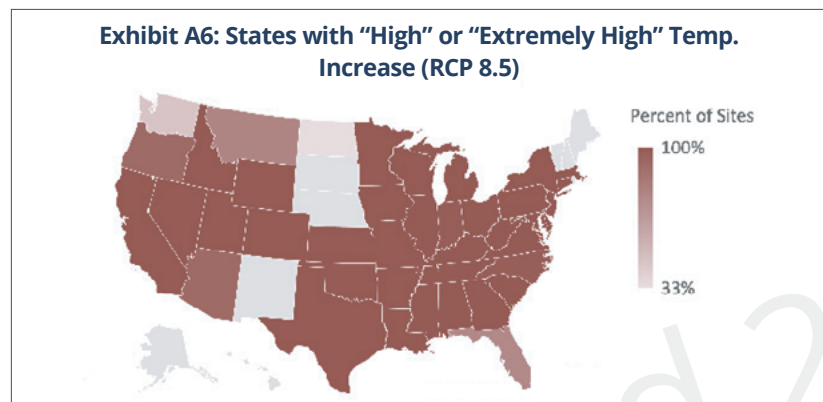 Exhibit A6: States with “High” or “Extremely High” Temp.
Increase (RCP 8.5)
Percent of Sites
100%
33%